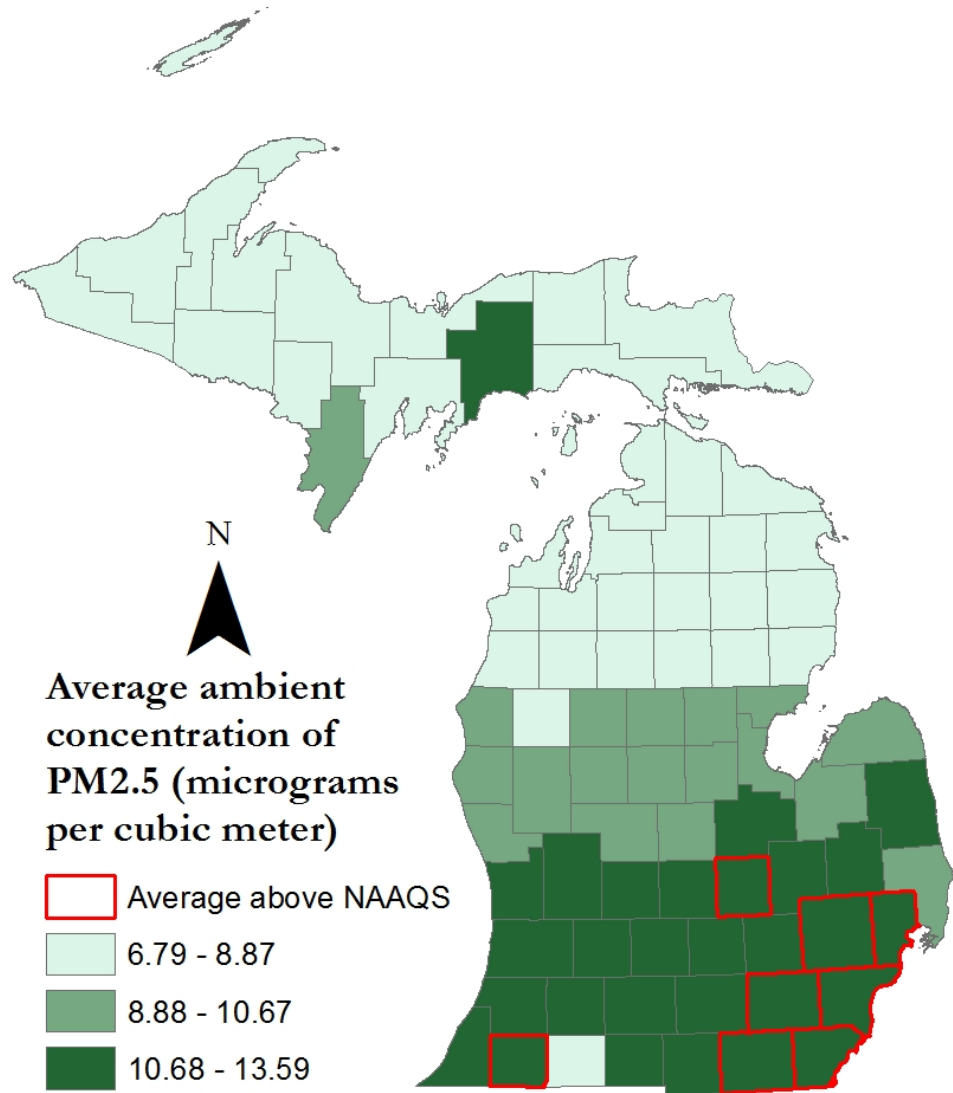 N
Average ambient
concentration of
PM2.5 (micrograms
per cubic meter)
Average above NAAQS
6.79 - 8.87
8.88 - 10.67
10.68 - 13.59